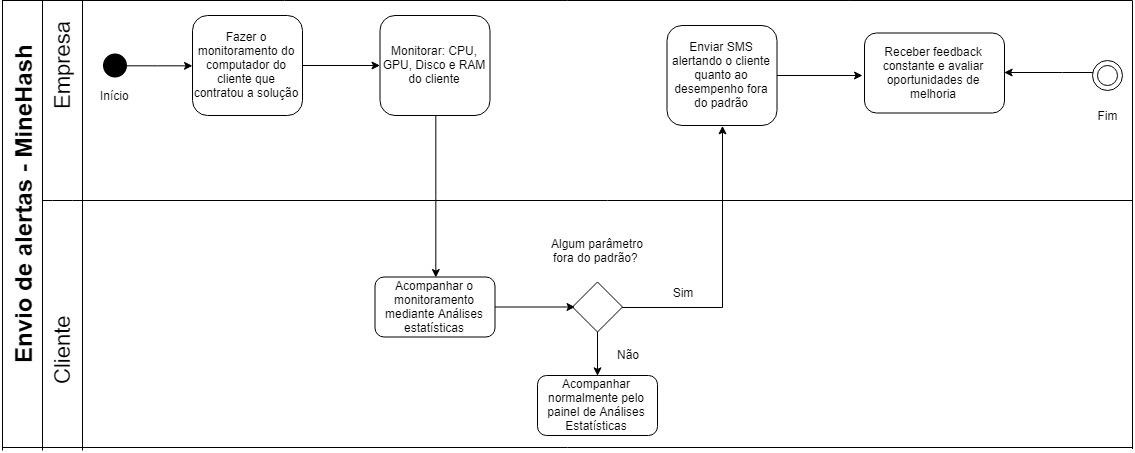 Envio de alertas - MineHash
Empresa
Início
Fazer o
monitoramento do
computador do
cliente que
contratou a solução
Monitorar: CPU,
GPU, Disco e RAM
do cliente
Enviar SMS
alertando o cliente
quanto ao
desempenho fora
do padrão
Receber feedback
constante e avaliar
oportunidades de
melhoria
Fim
Cliente
Acompanhar o
monitoramento
mediante Análises
estatísticas
Algum parâmetro
fora do padrão?
Sim
Não
Acompanhar
normalmente pelo
painel de Análises
Estatísticas